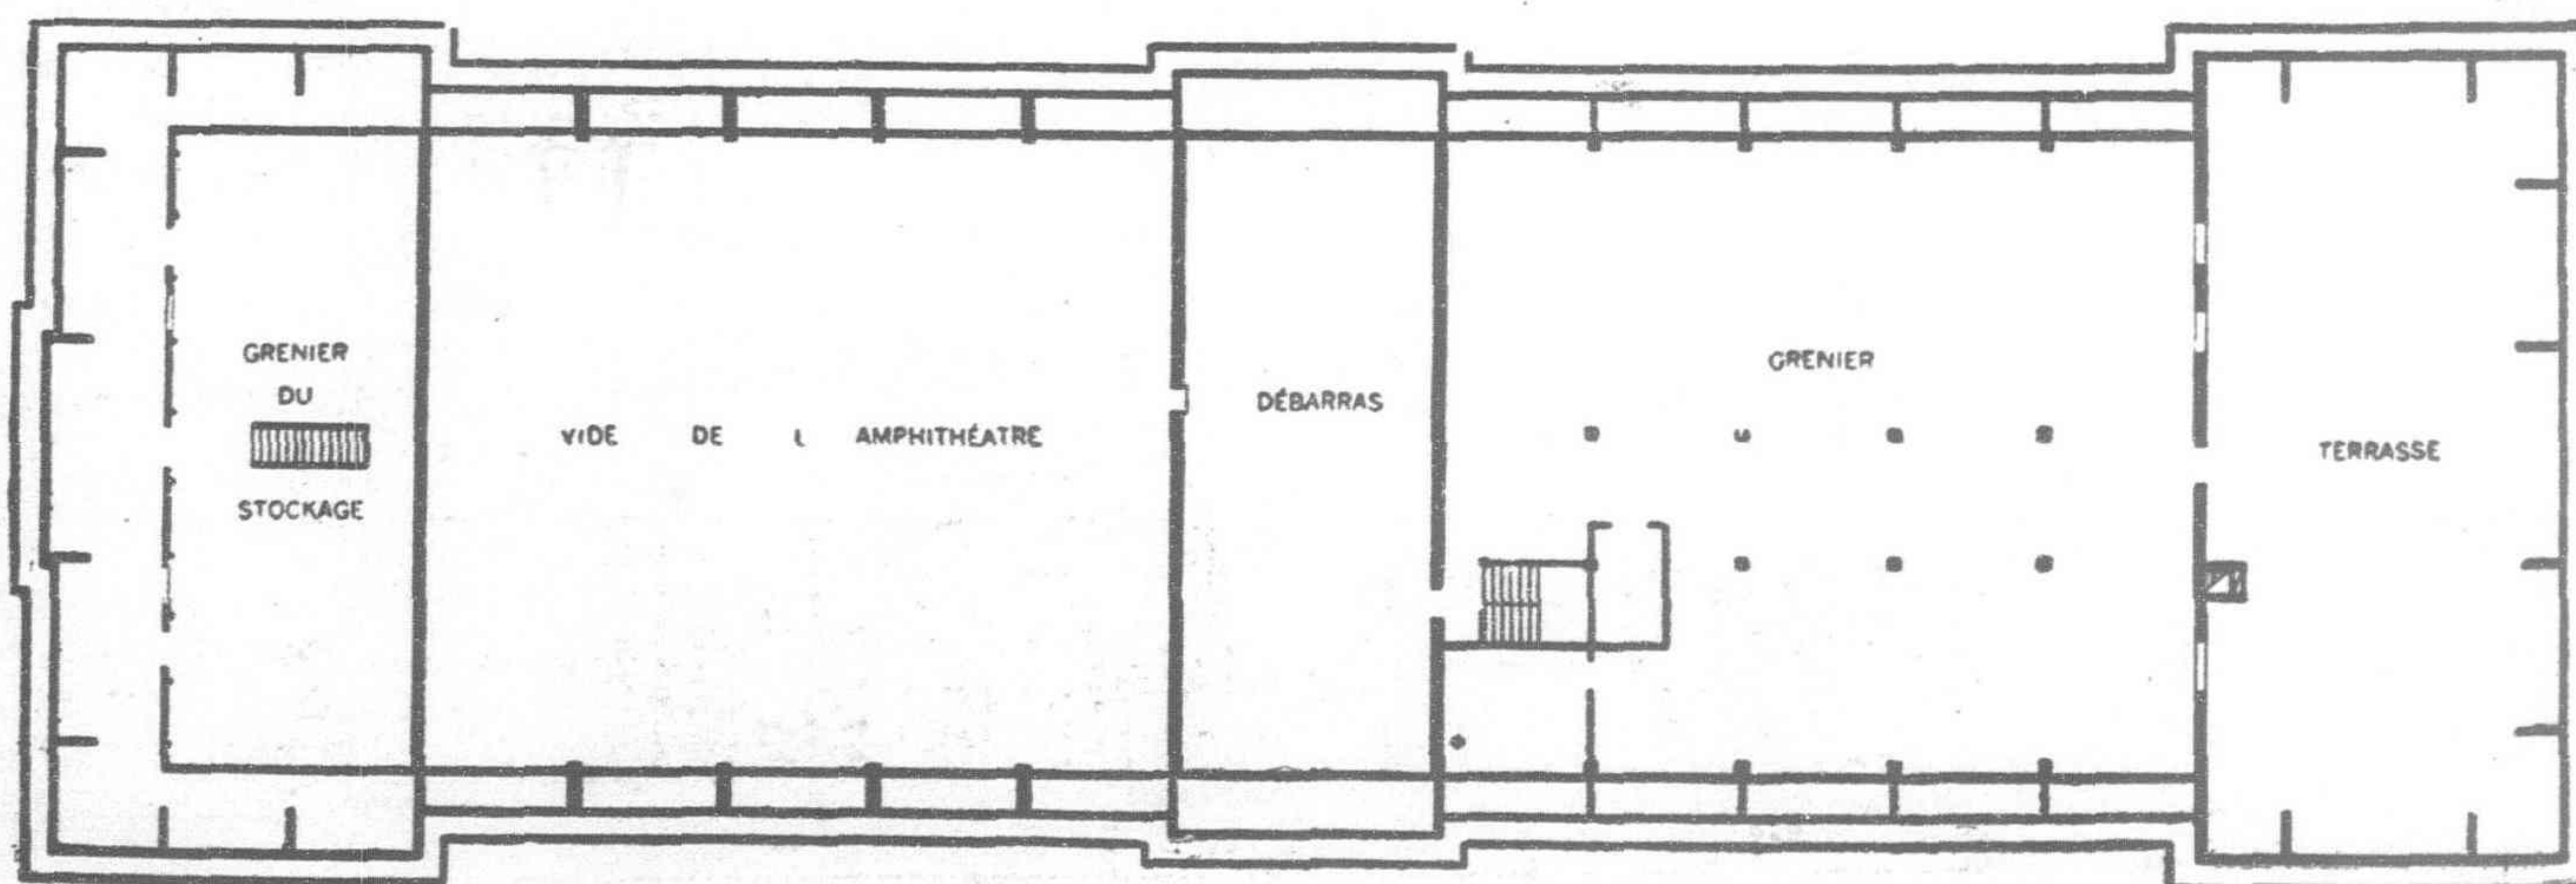 GRENIER
DU
STOCKAGE
VIDE DE L AMPHITHÉATRE
DÉBARRAS
GRENIER
TERRASSE